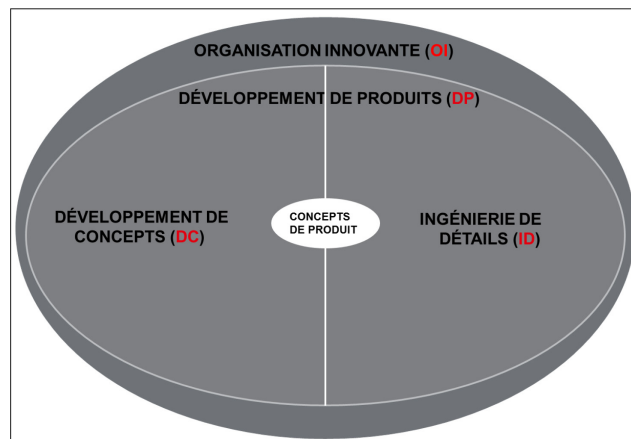 ORGANISATION INNOVANTE (OI)
DÉVELOPPEMENT DE PRODUITS (DP)
DÉVELOPPEMENT DE
CONCEPTS (DC)
CONCEPTS
DE PRODUIT
INGÉNIERIE DE
DÉTAILS (ID)